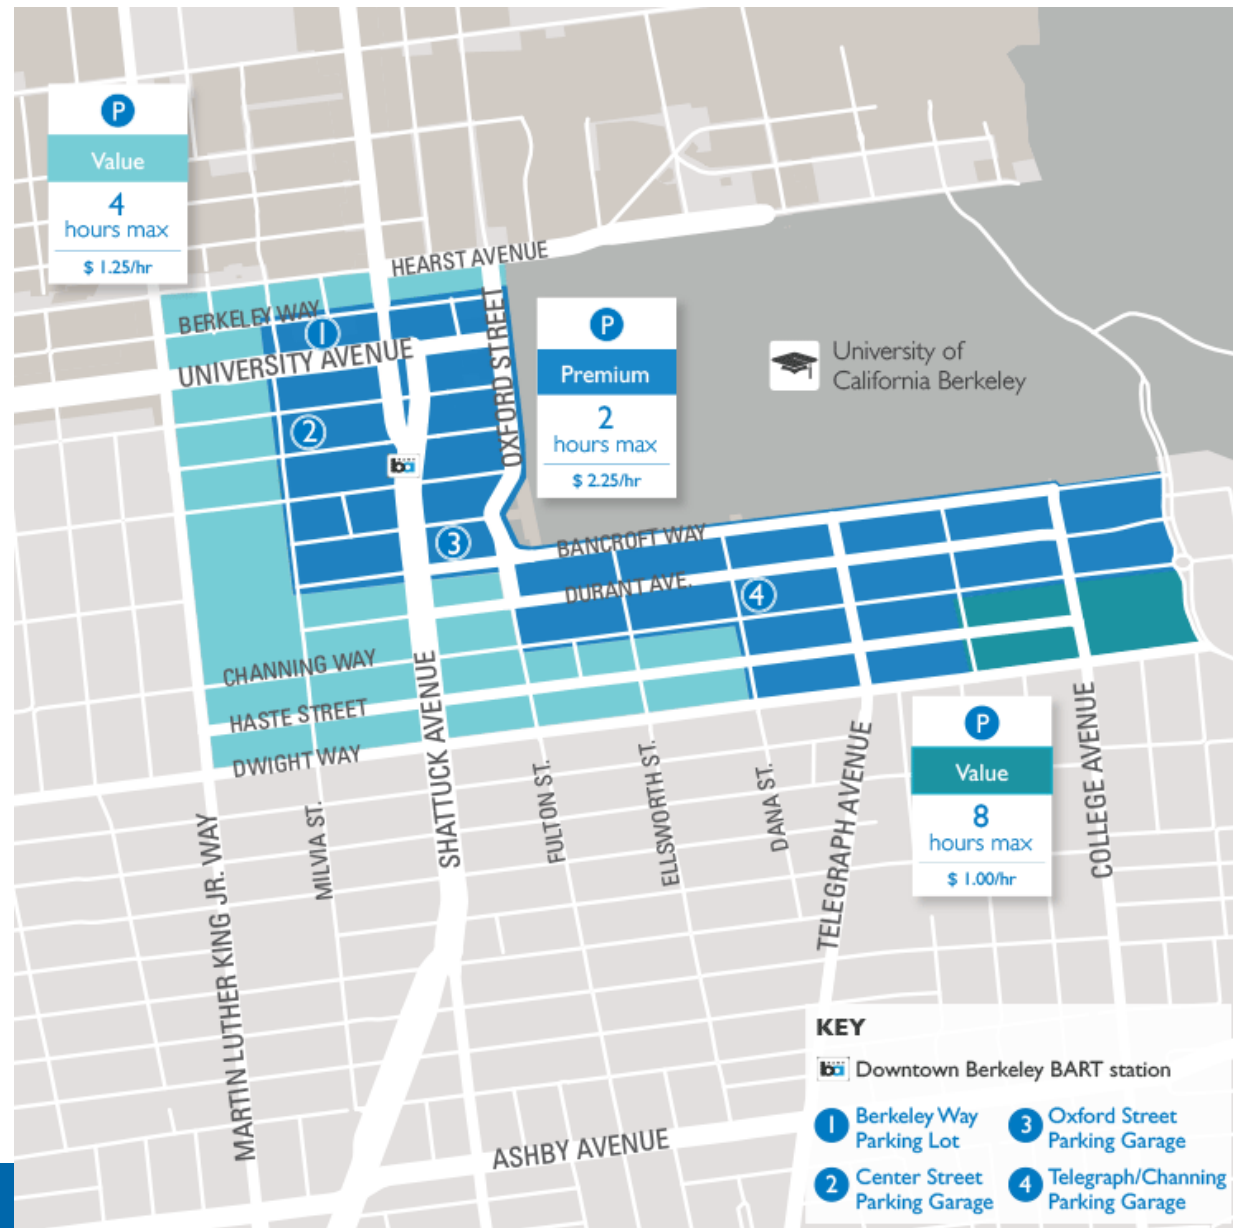 P
Value
4
hours max
$ 1.25/hr
HEARST AVENUE
BERKELEY WAY
1
UNIVERSITY AVENUE
OXFORD STREET
P
Premium
2
hours max
$ 2.25/hr
University of
California Berkeley
2
ba
3
BANCROFT WAY
DURANT AVE.
4
CHANNING WAY
HASTE STREET
DWIGHT WAY
SHATTUCK AVENUE
MARTIN LUTHER KING JR. WAY
MILVIA ST.
FULTON ST.
ELLSWORTH ST.
DANA ST.
TELEGRAPH AVENUE
COLLEGE AVENUE
P
Value
8
hours max
$ 1.00/hr
ASHBY AVENUE
KEY
ba Downtown Berkeley BART station
1 Berkeley Way
Parking Lot
2 Center Street
Parking Garage
3 Oxford Street
Parking Garage
4 Telegraph/Channing
Parking Garage